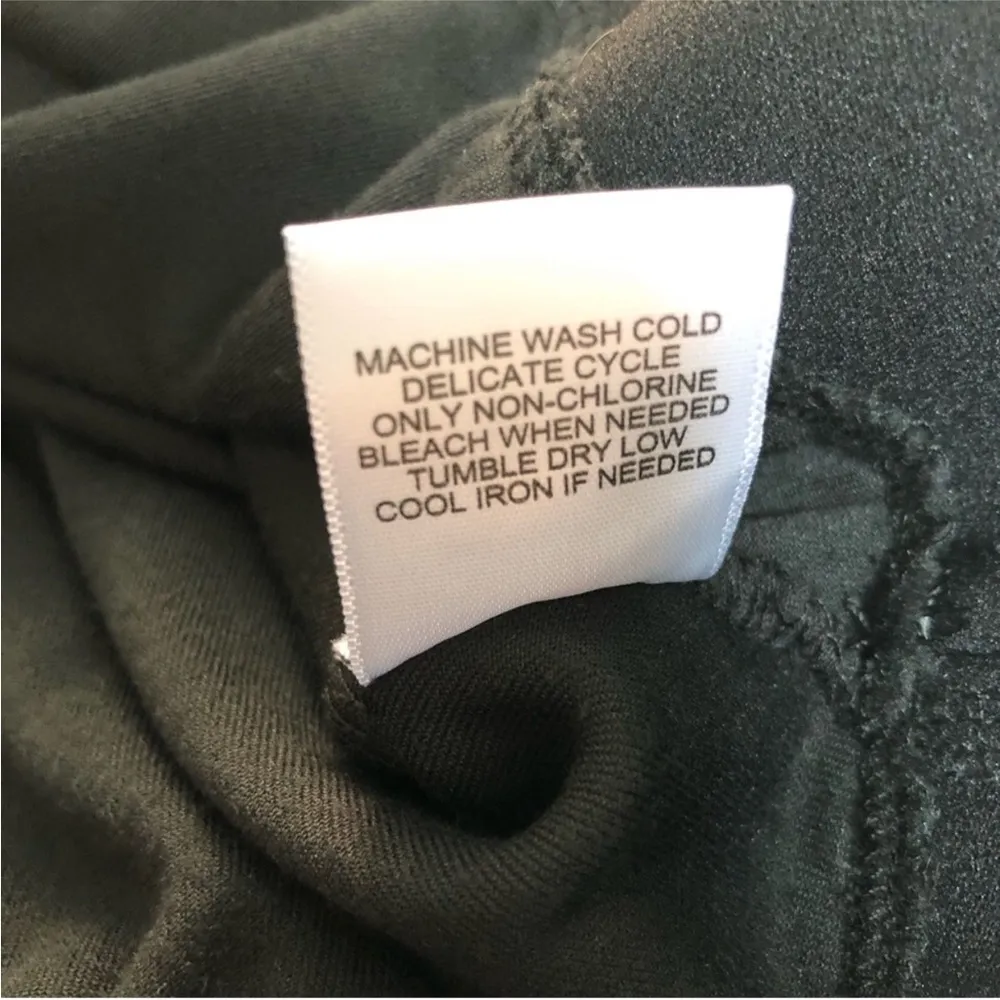 MACHINE WASH COLD
DELICATE CYCLE
ONLY NON-CHLORINE
BLEACH WHEN NEEDED
TUMBLE DRY LOW
COOL IRON IF NEEDED